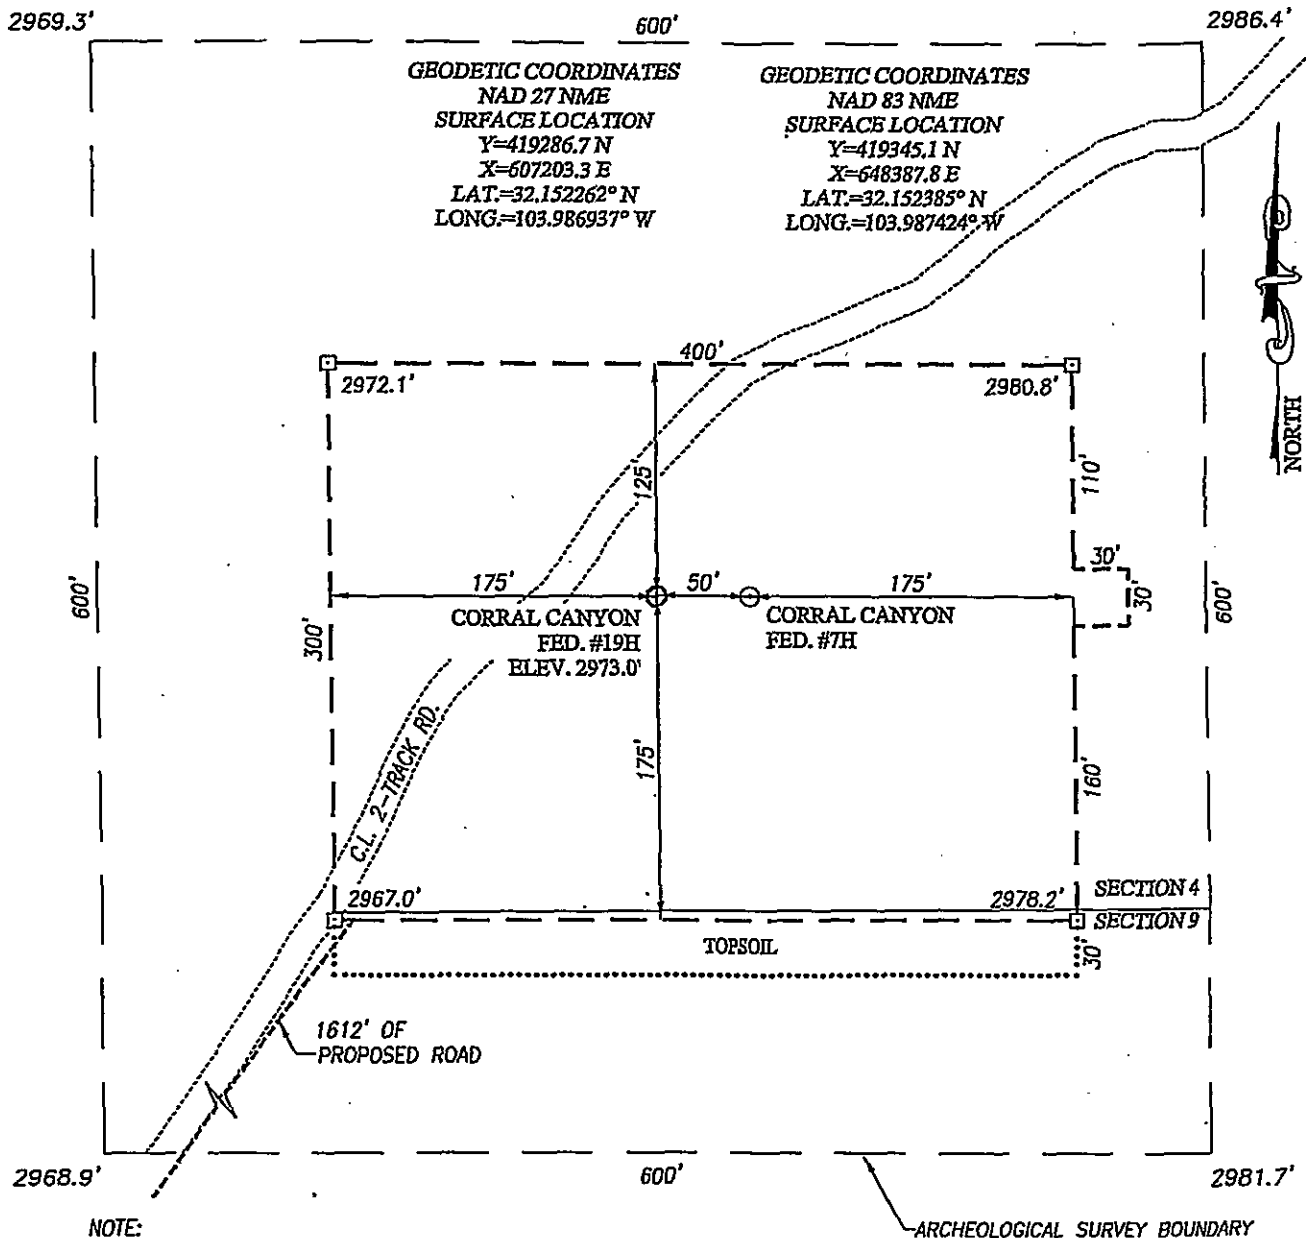 2969.3'
600'
2986.4'
GEODETIC COORDINATES
NAD 27 NME
SURFACE LOCATION
Y=419286.7 N
X=607203.3 E
LAT.=32.152262° N
LONG.=103.986937° W
GEODETIC COORDINATES
NAD 83 NME
SURFACE LOCATION
Y=419345.1 N
X=648387.8 E
LAT.=32.152385° N
LONG.=103.987424° W
NORTH
400'
2972.1'
2980.8'
125'
110'
30'
30'
175'
50'
175'
600'
600'
300'
CORRAL CANYON
FED. #19H
ELEV. 2973.0'
CORRAL CANYON
FED. #7H
C.L. 2-TRACK RD.
175'
160'
2967.0'
2978.2'
SECTION 4
SECTION 9
TOPSOIL
30'
1612' OF
PROPOSED ROAD
2968.9'
600'
2981.7'
NOTE:
ARCHEOLOGICAL SURVEY BOUNDARY